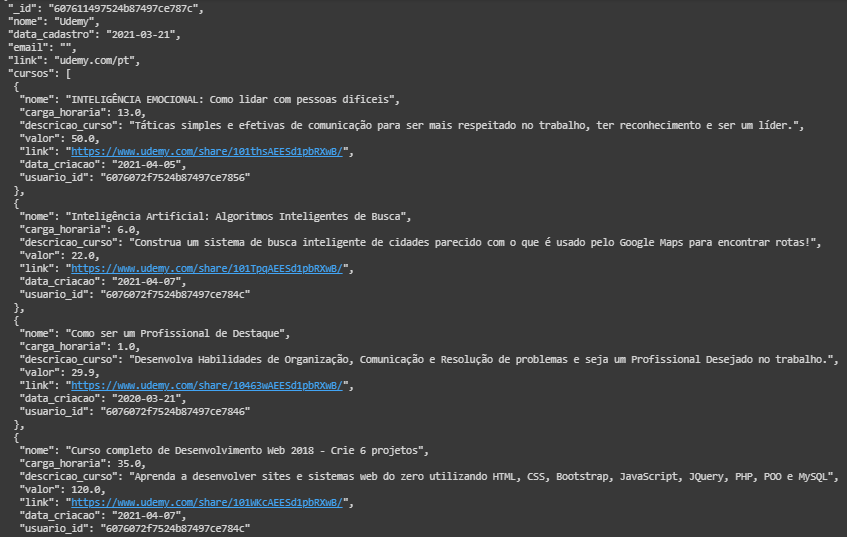 "_id": "607611497524b87497ce787c",
"nome": "Udemy",
"data_cadastro": "2021-03-21",
"email": "",
"link": "udemy.com/pt",
"cursos": [
{
"nome": "INTELIGÊNCIA EMOCIONAL: Como lidar com pessoas dificeis",
"carga_horaria": 13.0,
"descricao_curso": "Táticas simples e efetivas de comunicação para ser mais respeitado no trabalho, ter reconhecimento e ser um líder.",
"valor": 50.0,
"link": "https://www.udemy.com/share/101thsAEESd1pbRXwB/",
"data_criacao": "2021-04-05",
"usuario_id": "6076072f7524b87497ce7856"
},
{
"nome": "Inteligência Artificial: Algoritmos Inteligentes de Busca",
"carga_horaria": 6.0,
"descricao_curso": "Construa um sistema de busca inteligente de cidades parecido com o que é usado pelo Google Maps para encontrar rotas!",
"valor": 22.0,
"link": "https://www.udemy.com/share/101TpqAEESd1pbRXwB/",
"data_criacao": "2021-04-07",
"usuario_id": "6076072f7524b87497ce784c"
},
{
"nome": "Como ser um Profissional de Destaque",
"carga_horaria": 1.0,
"descricao_curso": "Desenvolva Habilidades de Organização, Comunicação e Resolução de problemas e seja um Profissional Desejado no trabalho.",
"valor": 29.9,
"link": "https://www.udemy.com/share/10463wAEESd1pbRXwB/",
"data_criacao": "2020-03-21",
"usuario_id": "6076072f7524b87497ce7846"
},
{
"nome": "Curso completo de Desenvolvimento Web 2018 - Crie 6 projetos",
"carga_horaria": 35.0,
"descricao_curso": "Aprenda a desenvolver sites e sistemas web do zero utilizando HTML, CSS, Bootstrap, JavaScript, JQuery, PHP, POO e MySQL",
"valor": 120.0,
"link": "https://www.udemy.com/share/101WKcAEESd1pbRXwB/",
"data_criacao": "2021-04-07",
"usuario_id": "6076072f7524b87497ce784c"